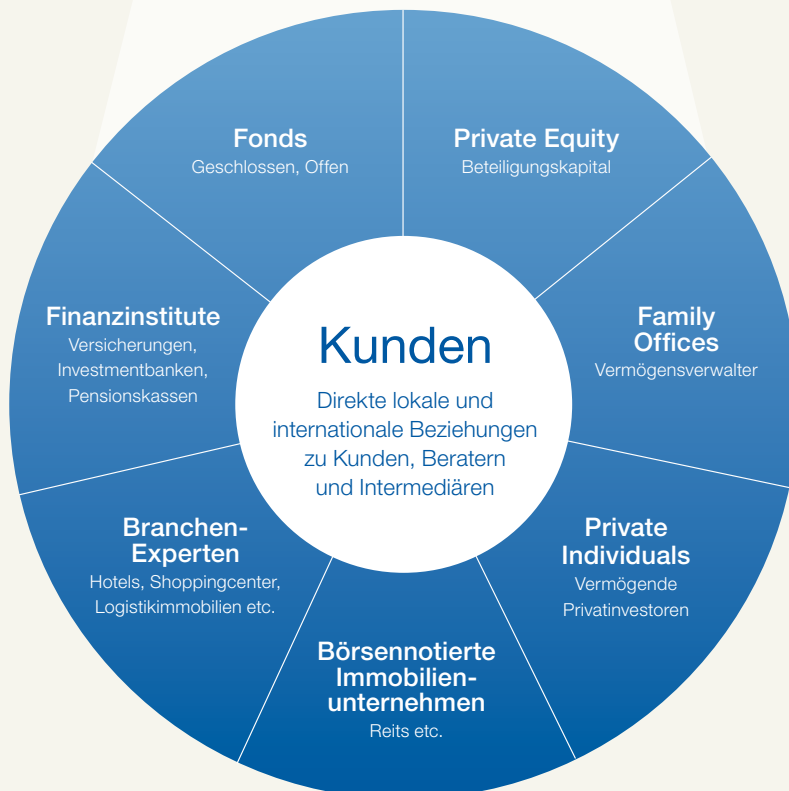 Fonds
Geschlossen, Offen
Private Equity
Beteiligungskapital
Finanzinstitute
Versicherungen,
Investmentbanken,
Pensionskassen
Kunden
Direkte lokale und
internationale Beziehungen
zu Kunden, Beratern
und Intermediären
Family
Offices
Vermögensverwalter
Branchen-
Experten
Hotels, Shoppingcenter,
Logistikimmobilien etc.
Private
Individuals
Vermögende
Privatinvestoren
Börsennotierte
Immobilien-
unternehmen
Reits etc.